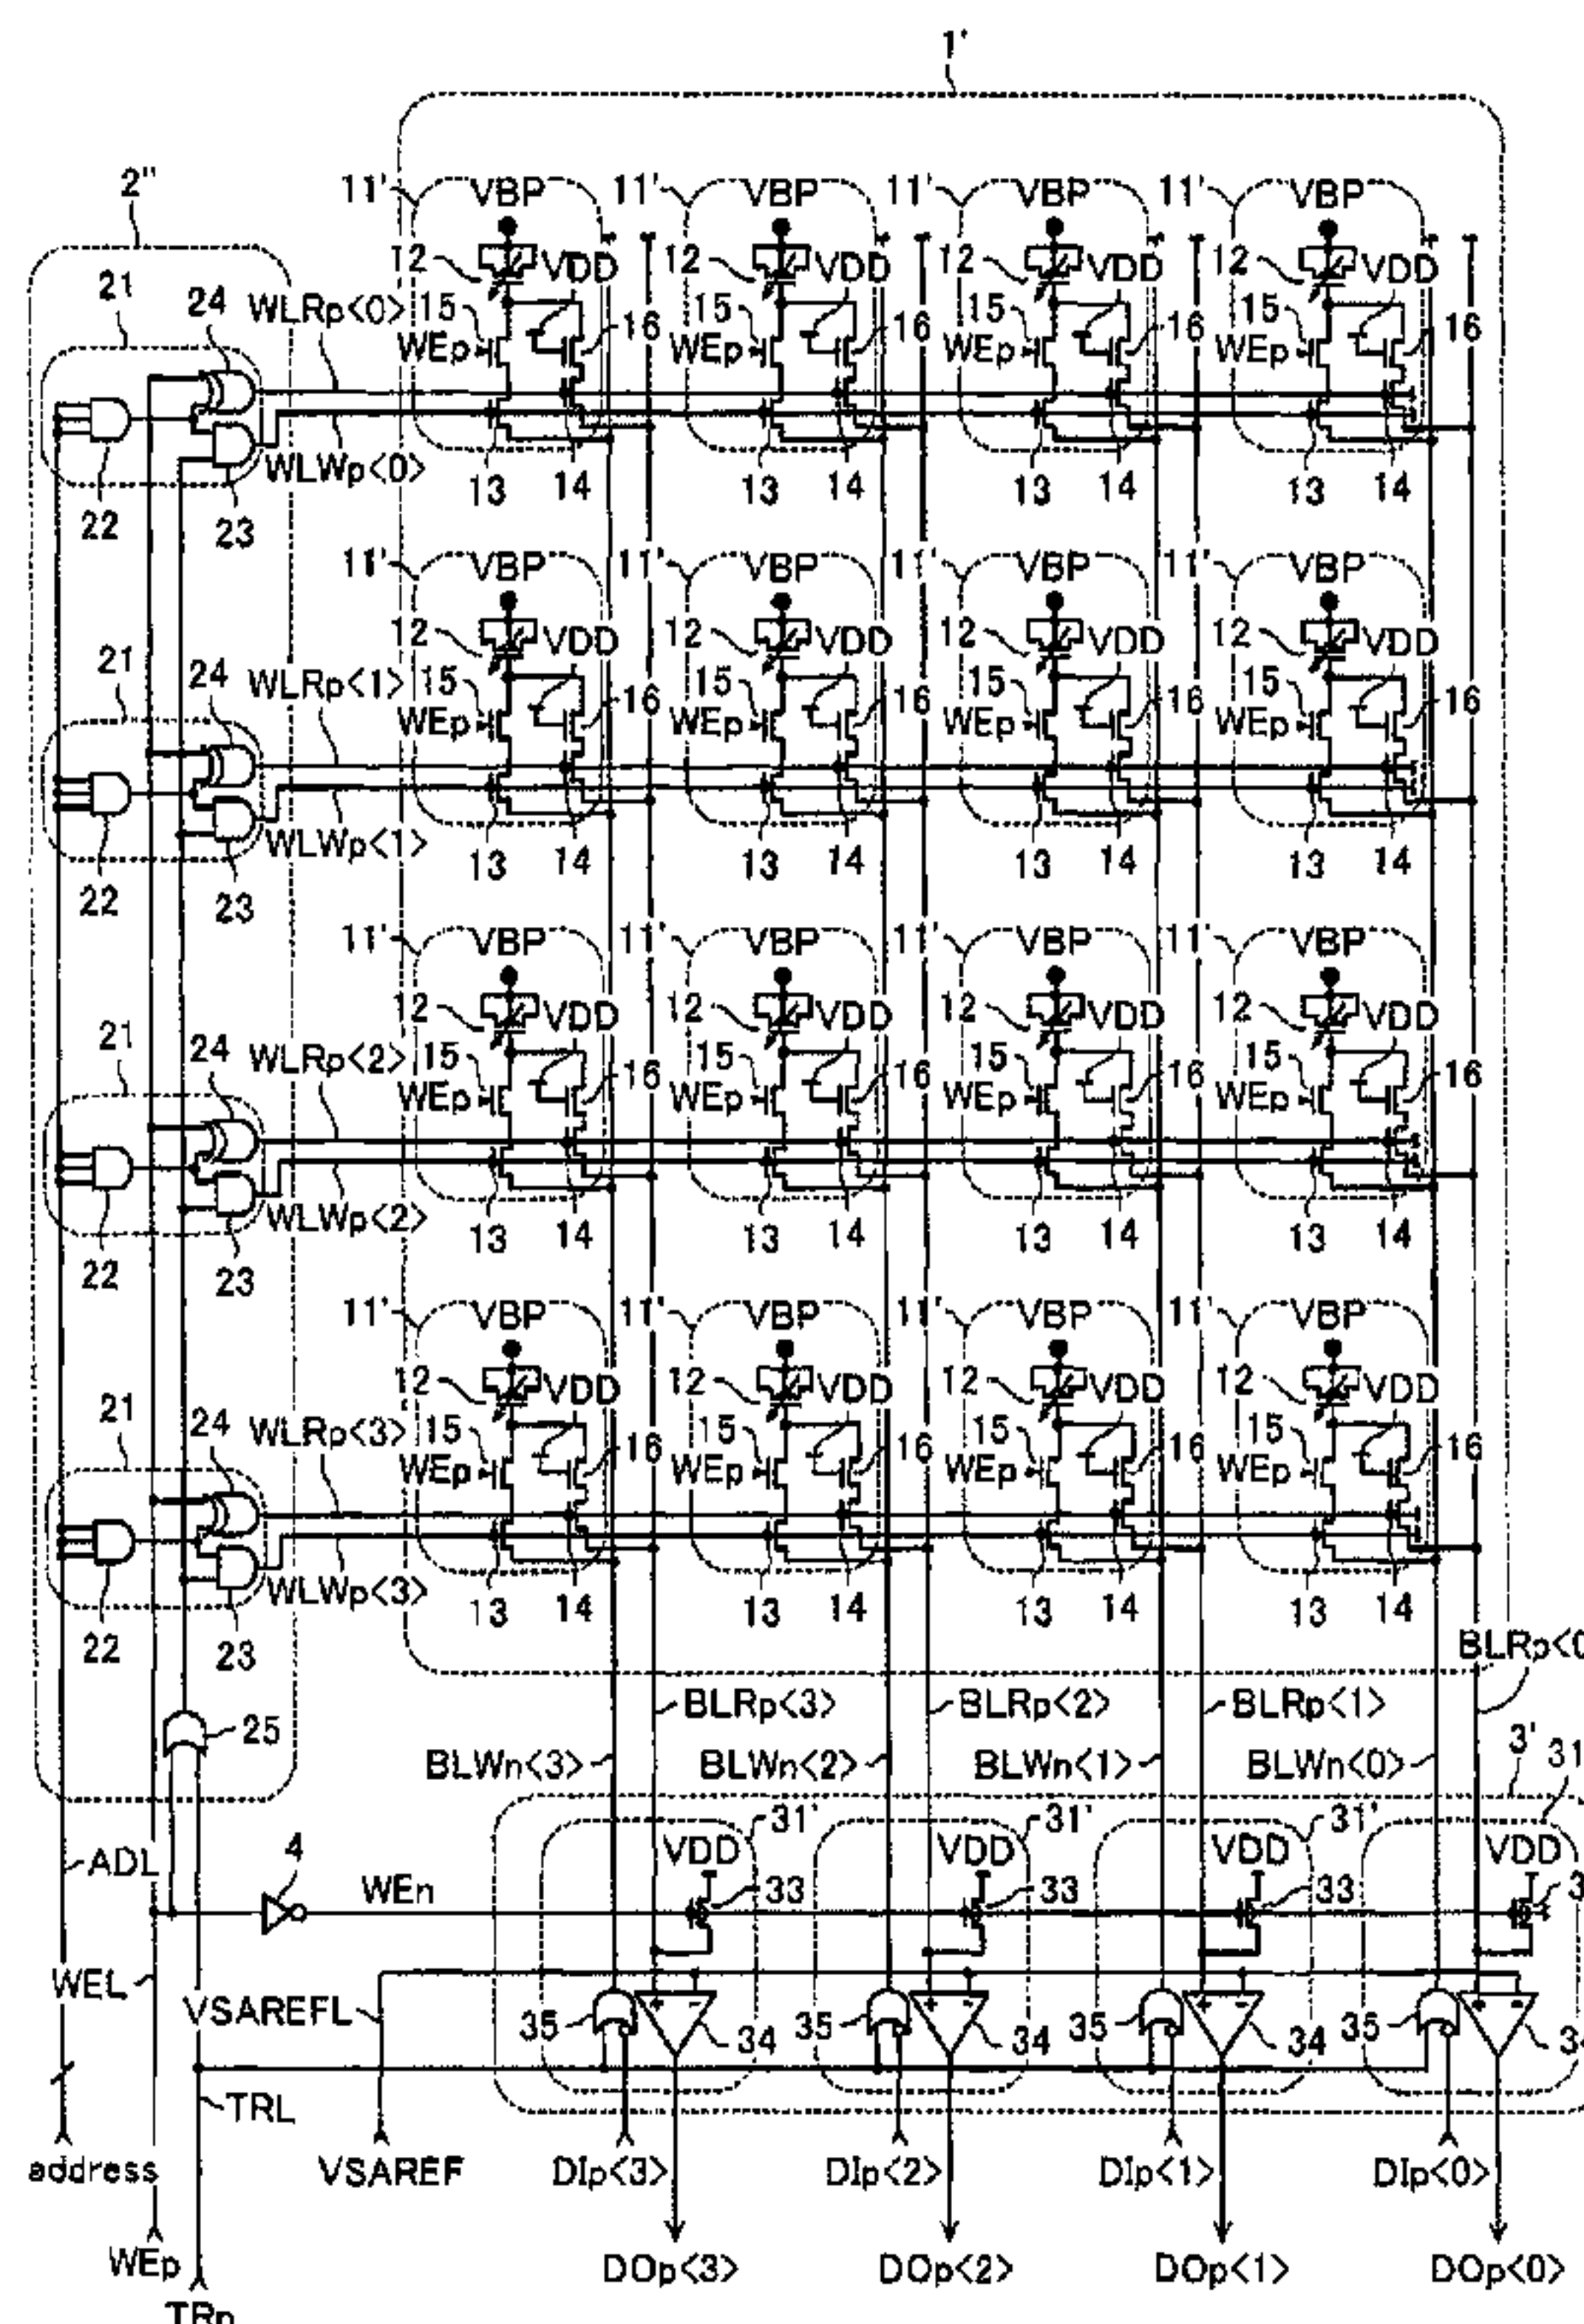 1'
2"
11' VBP 11' VBP 11' VBP 11' VBP
12 VDD 12 VDD 12 VDD 12 VDD
21 24 WLRp<0> 15 16 15 16 15 16 15 16
WEp WEp WEp WEp
WLWp<0>
22 23 13 14 13 14 13 14 13 14
11' VBP 11' VBP 11' VBP 11' VBP
12 VDD 12 VDD 12 VDD 12 VDD
21 24 WLRp<1> 15 16 15 16 15 16 15 16
WEp WEp WEp WEp
WLWp<1>
22 23 13 14 13 14 13 14 13 14
11' VBP 11' VBP 11' VBP 11' VBP
12 VDD 12 VDD 12 VDD 12 VDD
21 24 WLRp<2> 15 16 15 16 15 16 15 16
WEp WEp WEp WEp
WLWp<2>
22 23 13 14 13 14 13 14 13 14
11' VBP 11' VBP 11' VBP 11' VBP
12 VDD 12 VDD 12 VDD 12 VDD
21 24 WLRp<3> 15 16 15 16 15 16 15 16
WEp WEp WEp WEp
WLWp<3>
22 23 13 14 13 14 13 14 13 14
BLRp<0
25 BLRp<3> BLRp<2> BLRp<1>
BLWn<3> BLWn<2> BLWn<1> BLWn<0> 3' 31
31' 31' 31'
ADL 4 WEn VDD 33 VDD 33 VDD 33 VDD 3
WEL VSAREFL
+ - + - + - + -
35 34 35 34 35 34 35 3
TRL
address VSAREF DIp<3> DIp<2> DIp<1> DIp<0>
WEp DOp<3> DOp<2> DOp<1> DOp<0>
TRp